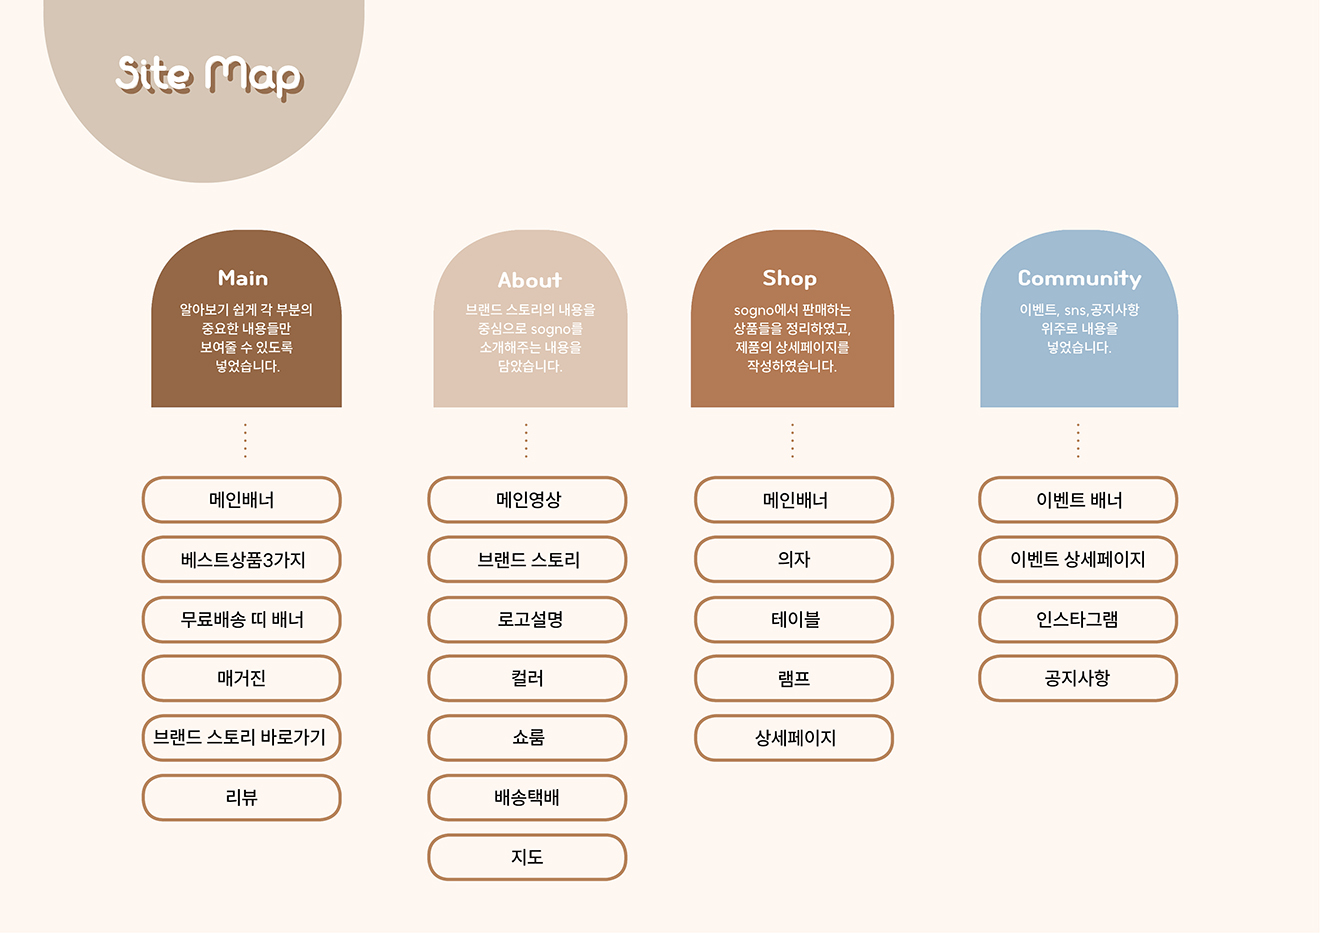 Site Map
Main
알아보기 쉽게 각 부분의
중요한 내용들만
보여줄 수 있도록
넣었습니다.
메인배너
베스트상품3가지
무료배송 띠 배너
매거진
브랜드 스토리 바로가기
리뷰
About
브랜드 스토리의 내용을
중심으로 sogno를
소개해주는 내용을
담았습니다.
메인영상
브랜드 스토리
로고설명
컬러
쇼룸
배송택배
지도
Shop
sogno에서 판매하는
상품들을 정리하였고,
제품의 상세페이지를
작성하였습니다.
메인배너
의자
테이블
램프
상세페이지
Community
이벤트, sns,공지사항
위주로 내용을
넣었습니다.
이벤트 배너
이벤트 상세페이지
인스타그램
공지사항